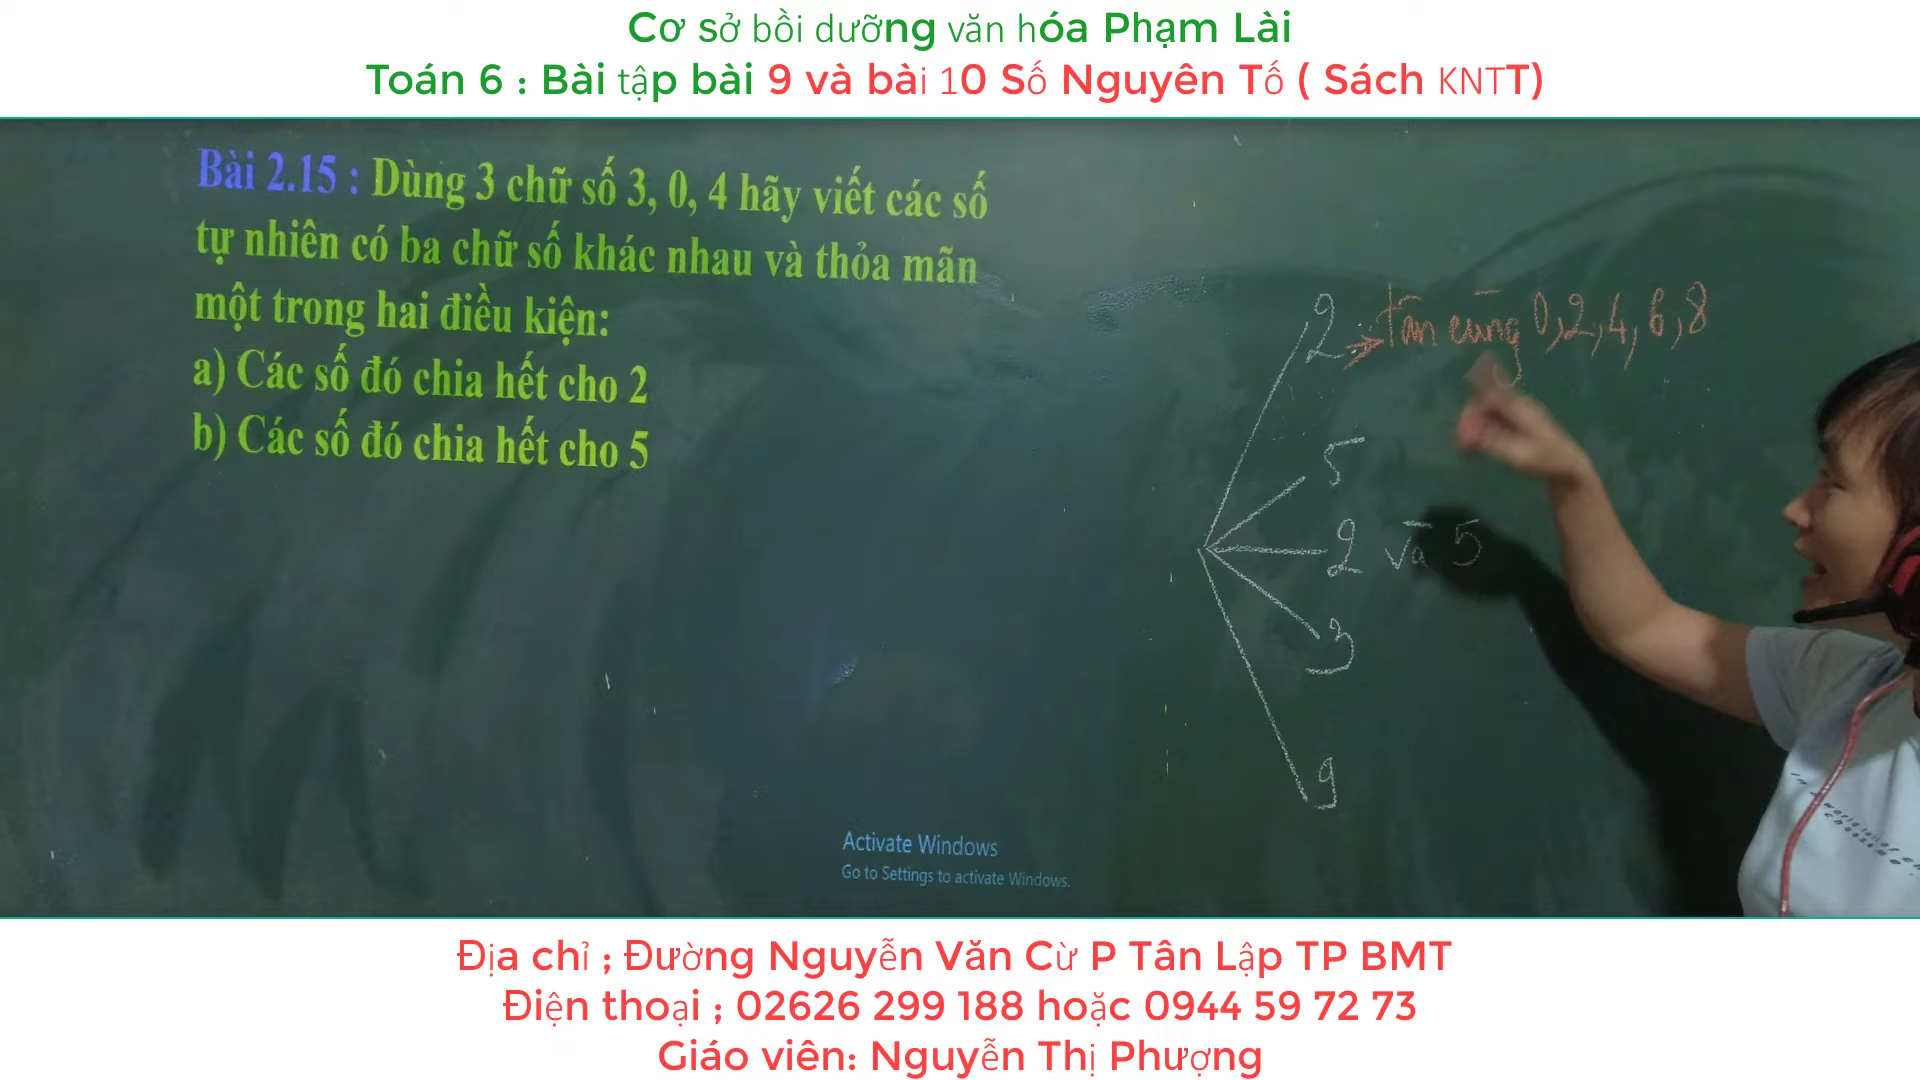 Cơ sở bồi dưỡng văn hóa Phạm Lài
Toán 6 : Bài tập bài 9 và bài 10 Số Nguyên Tố ( Sách KNTT)
Bài 2.15 : Dùng 3 chữ số 3, 0, 4 hãy viết các số
tự nhiên có ba chữ số khác nhau và thỏa mãn
một trong hai điều kiện:
a) Các số đó chia hết cho 2
b) Các số đó chia hết cho 5
2 tận cùng 0,2,4,6,8
5
2 và 5
3
9
Activate Windows
Go to Settings to activate Windows.
Địa chỉ ; Đường Nguyễn Văn Cừ P Tân Lập TP BMT
Điện thoại ; 02626 299 188 hoặc 0944 59 72 73
Giáo viên: Nguyễn Thị Phượng